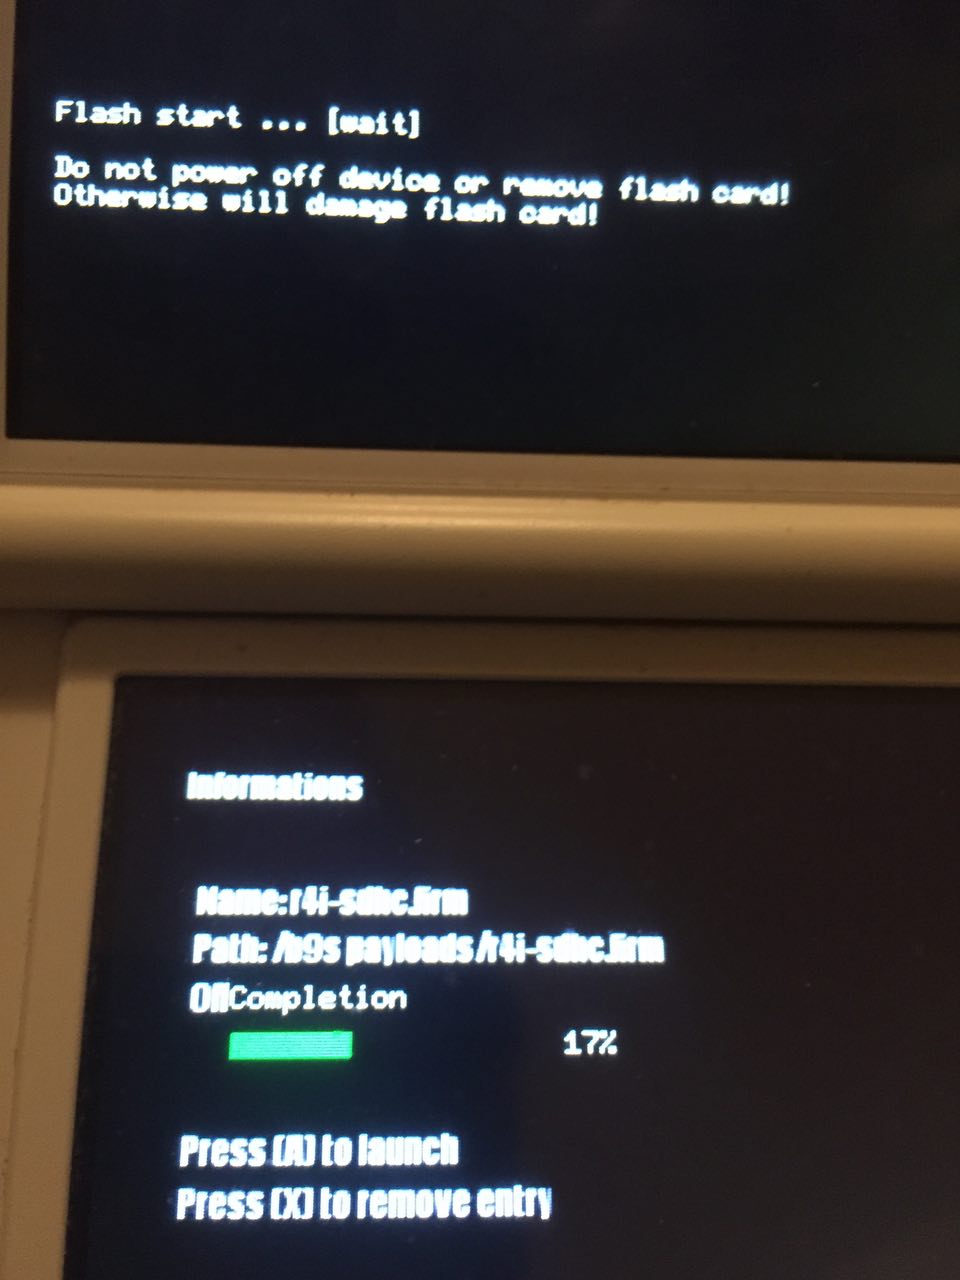 Flash start ... [wait]
Do not power off device or remove flash card!
Otherwise will damage flash card!
Informations
Name: r4i-sdhc.firm
Path: /b9s payloads/r4i-sdhc.firm
Completion
17%
Press (A) to launch
Press (X) to remove entry